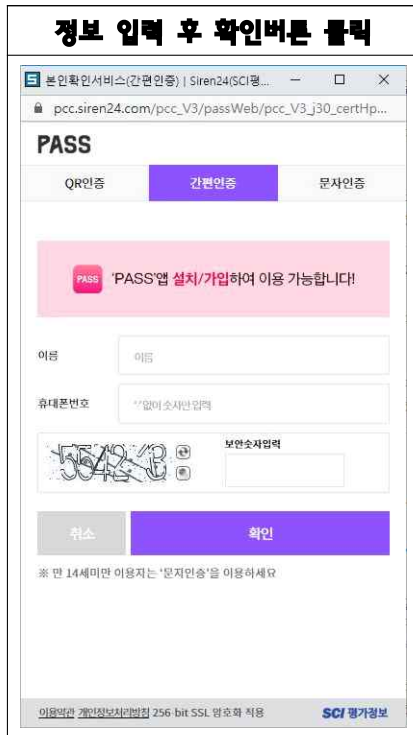 정보 입력 후 확인버튼 클릭
본인확인서비스(간편인증) | Siren24(SCI평...
pcc.siren24.com/pcc_V3/passWeb/pcc_V3_j30_certHp...
PASS
QR인증 간편인증 문자인증
PASS 'PASS'앱 설치/가입하여 이용 가능합니다!
이름 이름
휴대폰번호 '-'없이 숫자만 입력
보안숫자입력
취소 확인
※ 만 14세미만 이용자는 '문자인증'을 이용하세요
이용약관 개인정보처리방침 256-bit SSL 암호화 적용 SCI 평가정보